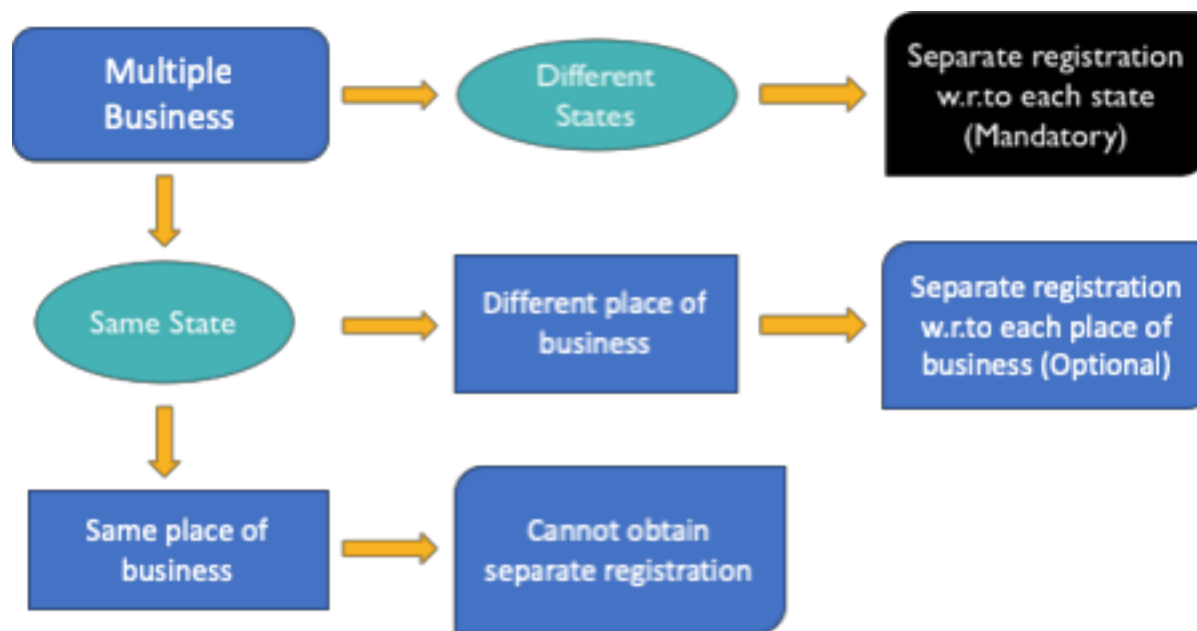 Multiple
Business
Different
States
Separate registration
w.r.to each state
(Mandatory)
Same State
Different place of
business
Separate registration
w.r.to each place of
business (Optional)
Same place of
business
Cannot obtain
separate registration